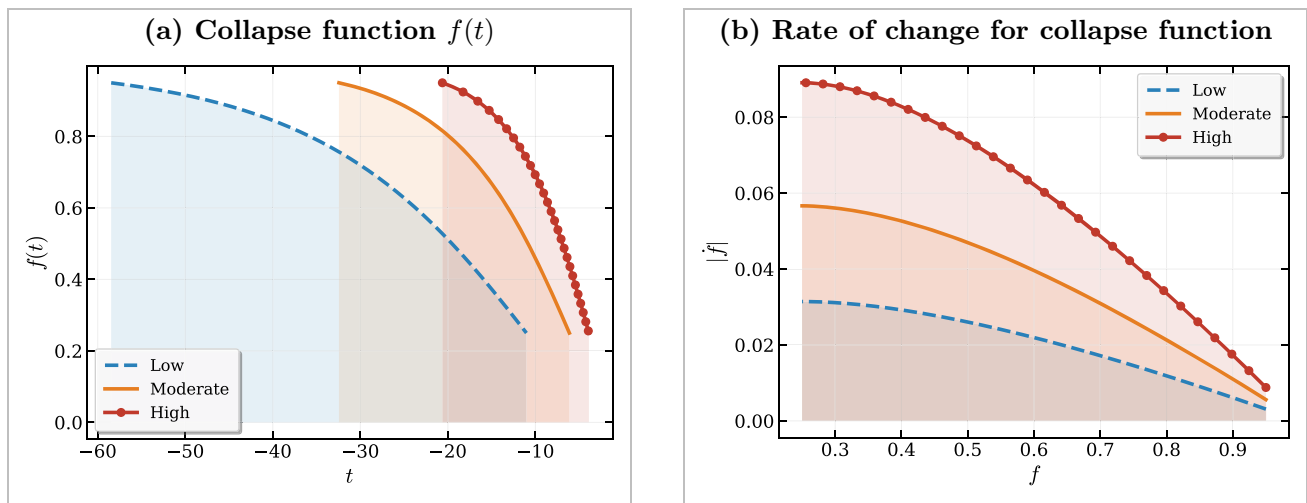 (a) Collapse function f(t)
f(t)
0.8
0.6
0.4
0.2
0.0
Low
Moderate
High
−60 −50 −40 −30 −20 −10
t
(b) Rate of change for collapse function
|ḟ|
0.08
0.06
0.04
0.02
0.00
Low
Moderate
High
0.3 0.4 0.5 0.6 0.7 0.8 0.9
f